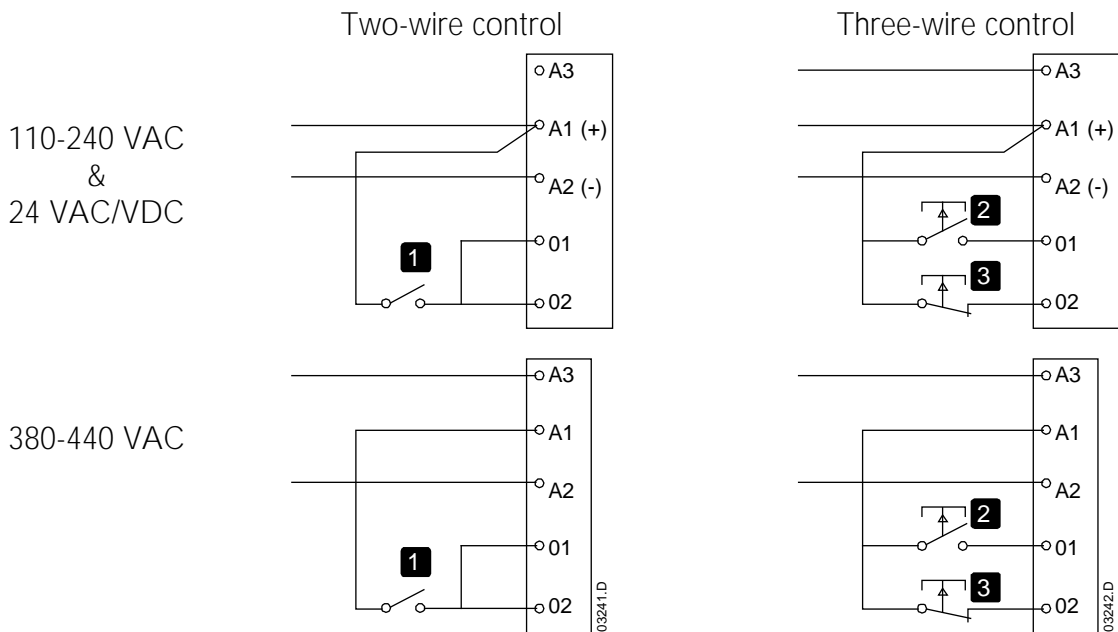 Two-wire control
Three-wire control
110-240 VAC
&
24 VAC/VDC
A3
A1 (+)
A2 (-)
01
02
1
A3
A1 (+)
A2 (-)
01
02
2
3
380-440 VAC
A3
A1
A2
01
02
1
03241.D
A3
A1
A2
01
02
2
3
03242.D